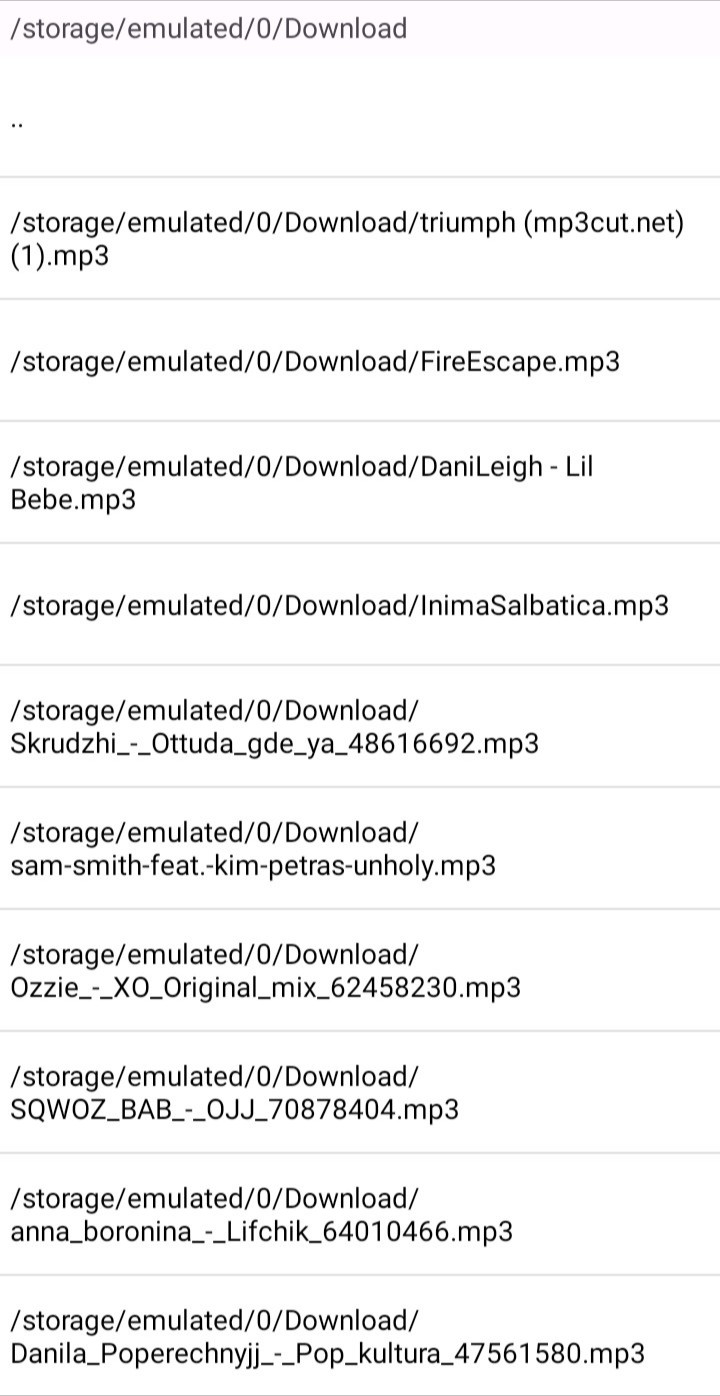 /storage/emulated/0/Download
..
/storage/emulated/0/Download/triumph (mp3cut.net)
(1).mp3
/storage/emulated/0/Download/FireEscape.mp3
/storage/emulated/0/Download/DaniLeigh - Lil
Bebe.mp3
/storage/emulated/0/Download/InimaSalbatica.mp3
/storage/emulated/0/Download/
Skrudzhi_-_Ottuda_gde_ya_48616692.mp3
/storage/emulated/0/Download/
sam-smith-feat.-kim-petras-unholy.mp3
/storage/emulated/0/Download/
Ozzie_-_XO_Original_mix_62458230.mp3
/storage/emulated/0/Download/
SQWOZ_BAB_-_OJJ_70878404.mp3
/storage/emulated/0/Download/
anna_boronina_-_Lifchik_64010466.mp3
/storage/emulated/0/Download/
Danila_Poperechnyjj_-_Pop_kultura_47561580.mp3